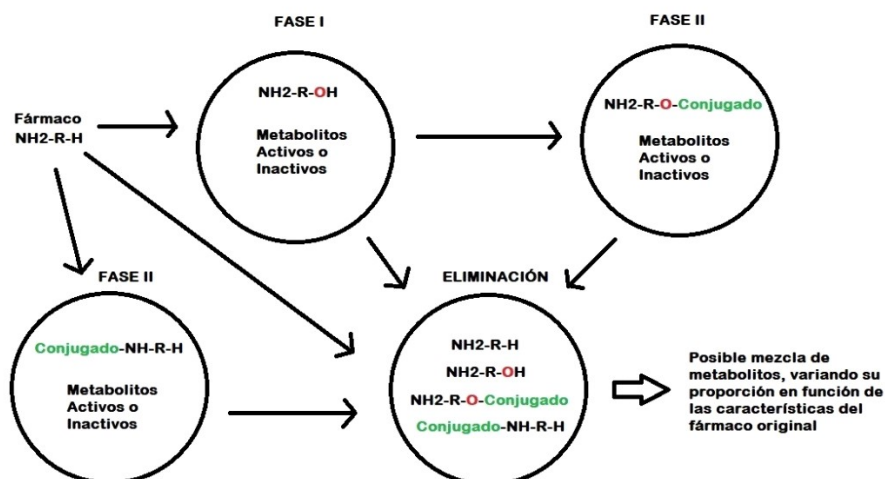 FASE I
FASE II
NH2-R-OH
Metabolitos
Activos o
Inactivos
NH2-R-O-Conjugado
Metabolitos
Activos o
Inactivos
Fármaco
NH2-R-H
FASE II
Conjugado-NH-R-H
Metabolitos
Activos o
Inactivos
ELIMINACIÓN
NH2-R-H
NH2-R-OH
NH2-R-O-Conjugado
Conjugado-NH-R-H
Posible mezcla de
metabolitos, variando su
proporción en función de
las características del
fármaco original